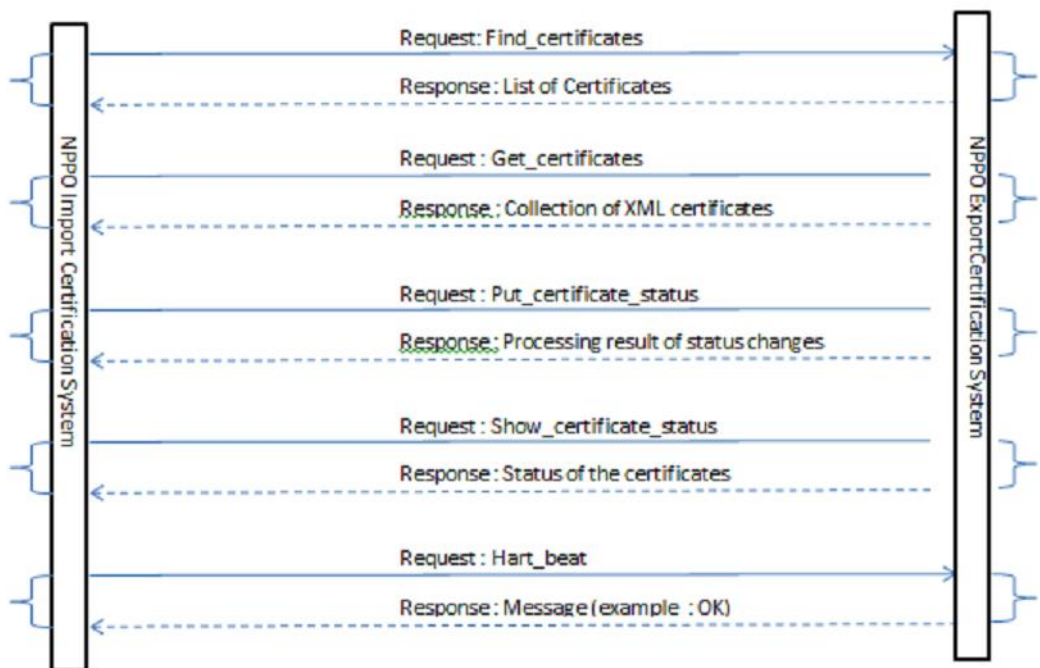 Request: Find_certificates
Response : List of Certificates
Request : Get_certificates
Response : Collection of XML certificates
Request : Put_certificate_status
Response : Processing result of status changes
Request : Show_certificate_status
Response : Status of the certificates
Request : Hart_beat
Response : Message (example : OK)
NPPO Import Certification System
NPPO ExportCertification System